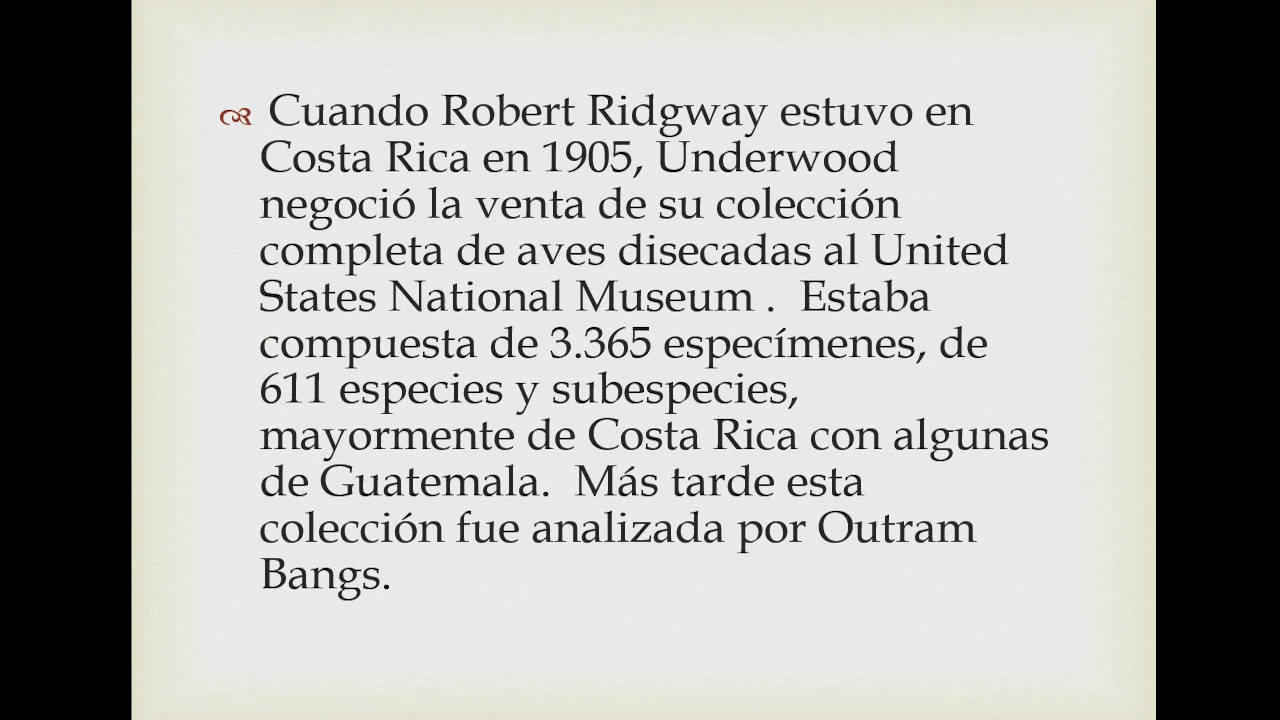 Cuando Robert Ridgway estuvo en
Costa Rica en 1905, Underwood
negoció la venta de su colección
completa de aves disecadas al United
States National Museum .  Estaba
compuesta de 3.365 especímenes, de
611 especies y subespecies,
mayormente de Costa Rica con algunas
de Guatemala.  Más tarde esta
colección fue analizada por Outram
Bangs.